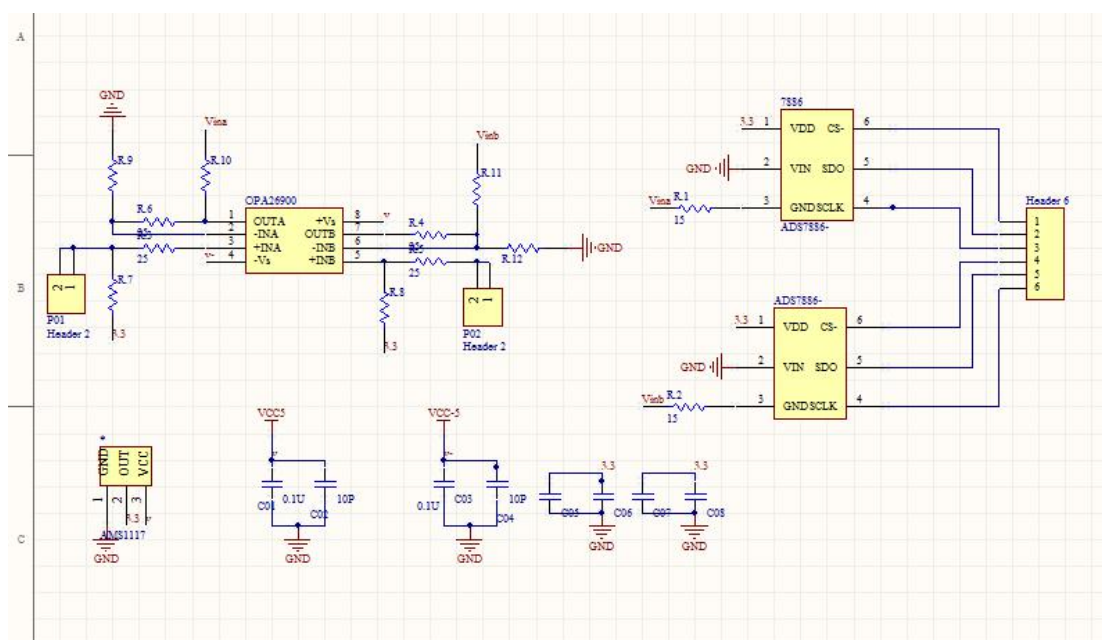 A
GND
Vina
Vinb
R.9
R.10
R.11
OPA26900
R.6
1 OUTA +Vs 8
2 -INA OUTB 7
3 +INA -INB 6
4 -Vs +INB 5
25
R.4
25
R.12
GND
R.7
R.8
3.3
3.3
2 1
P01
Header 2
2 1
P02
Header 2
7886
3.3 1 VDD CS- 6
GND 2 VIN SDO 5
Vina R.1 3 GND SCLK 4
15
ADS7886-
Header 6
1
2
3
4
5
6
ADS7886-
3.3 1 VDD CS- 6
GND 2 VIN SDO 5
Vinb R.2 3 GND SCLK 4
15
B
VCC5
0.1U
10P
C01
C02
GND
VCC-5
0.1U
C03
10P
C04
GND
3.3
C05
C06
GND
3.3
C07
C08
GND
*
GND OUT VCC
1 2 3
3.3
AMS1117
GND
C